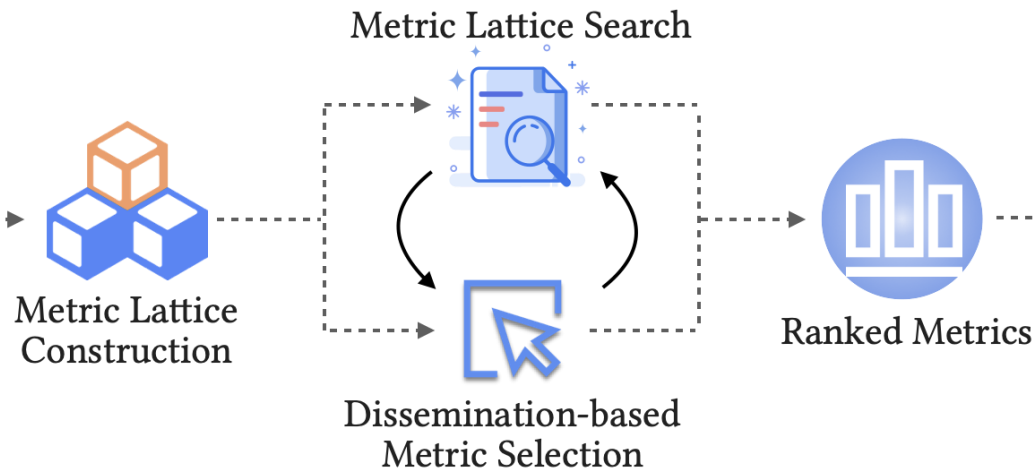 Metric Lattice Search
Metric Lattice
Construction
Ranked Metrics
Dissemination-based
Metric Selection